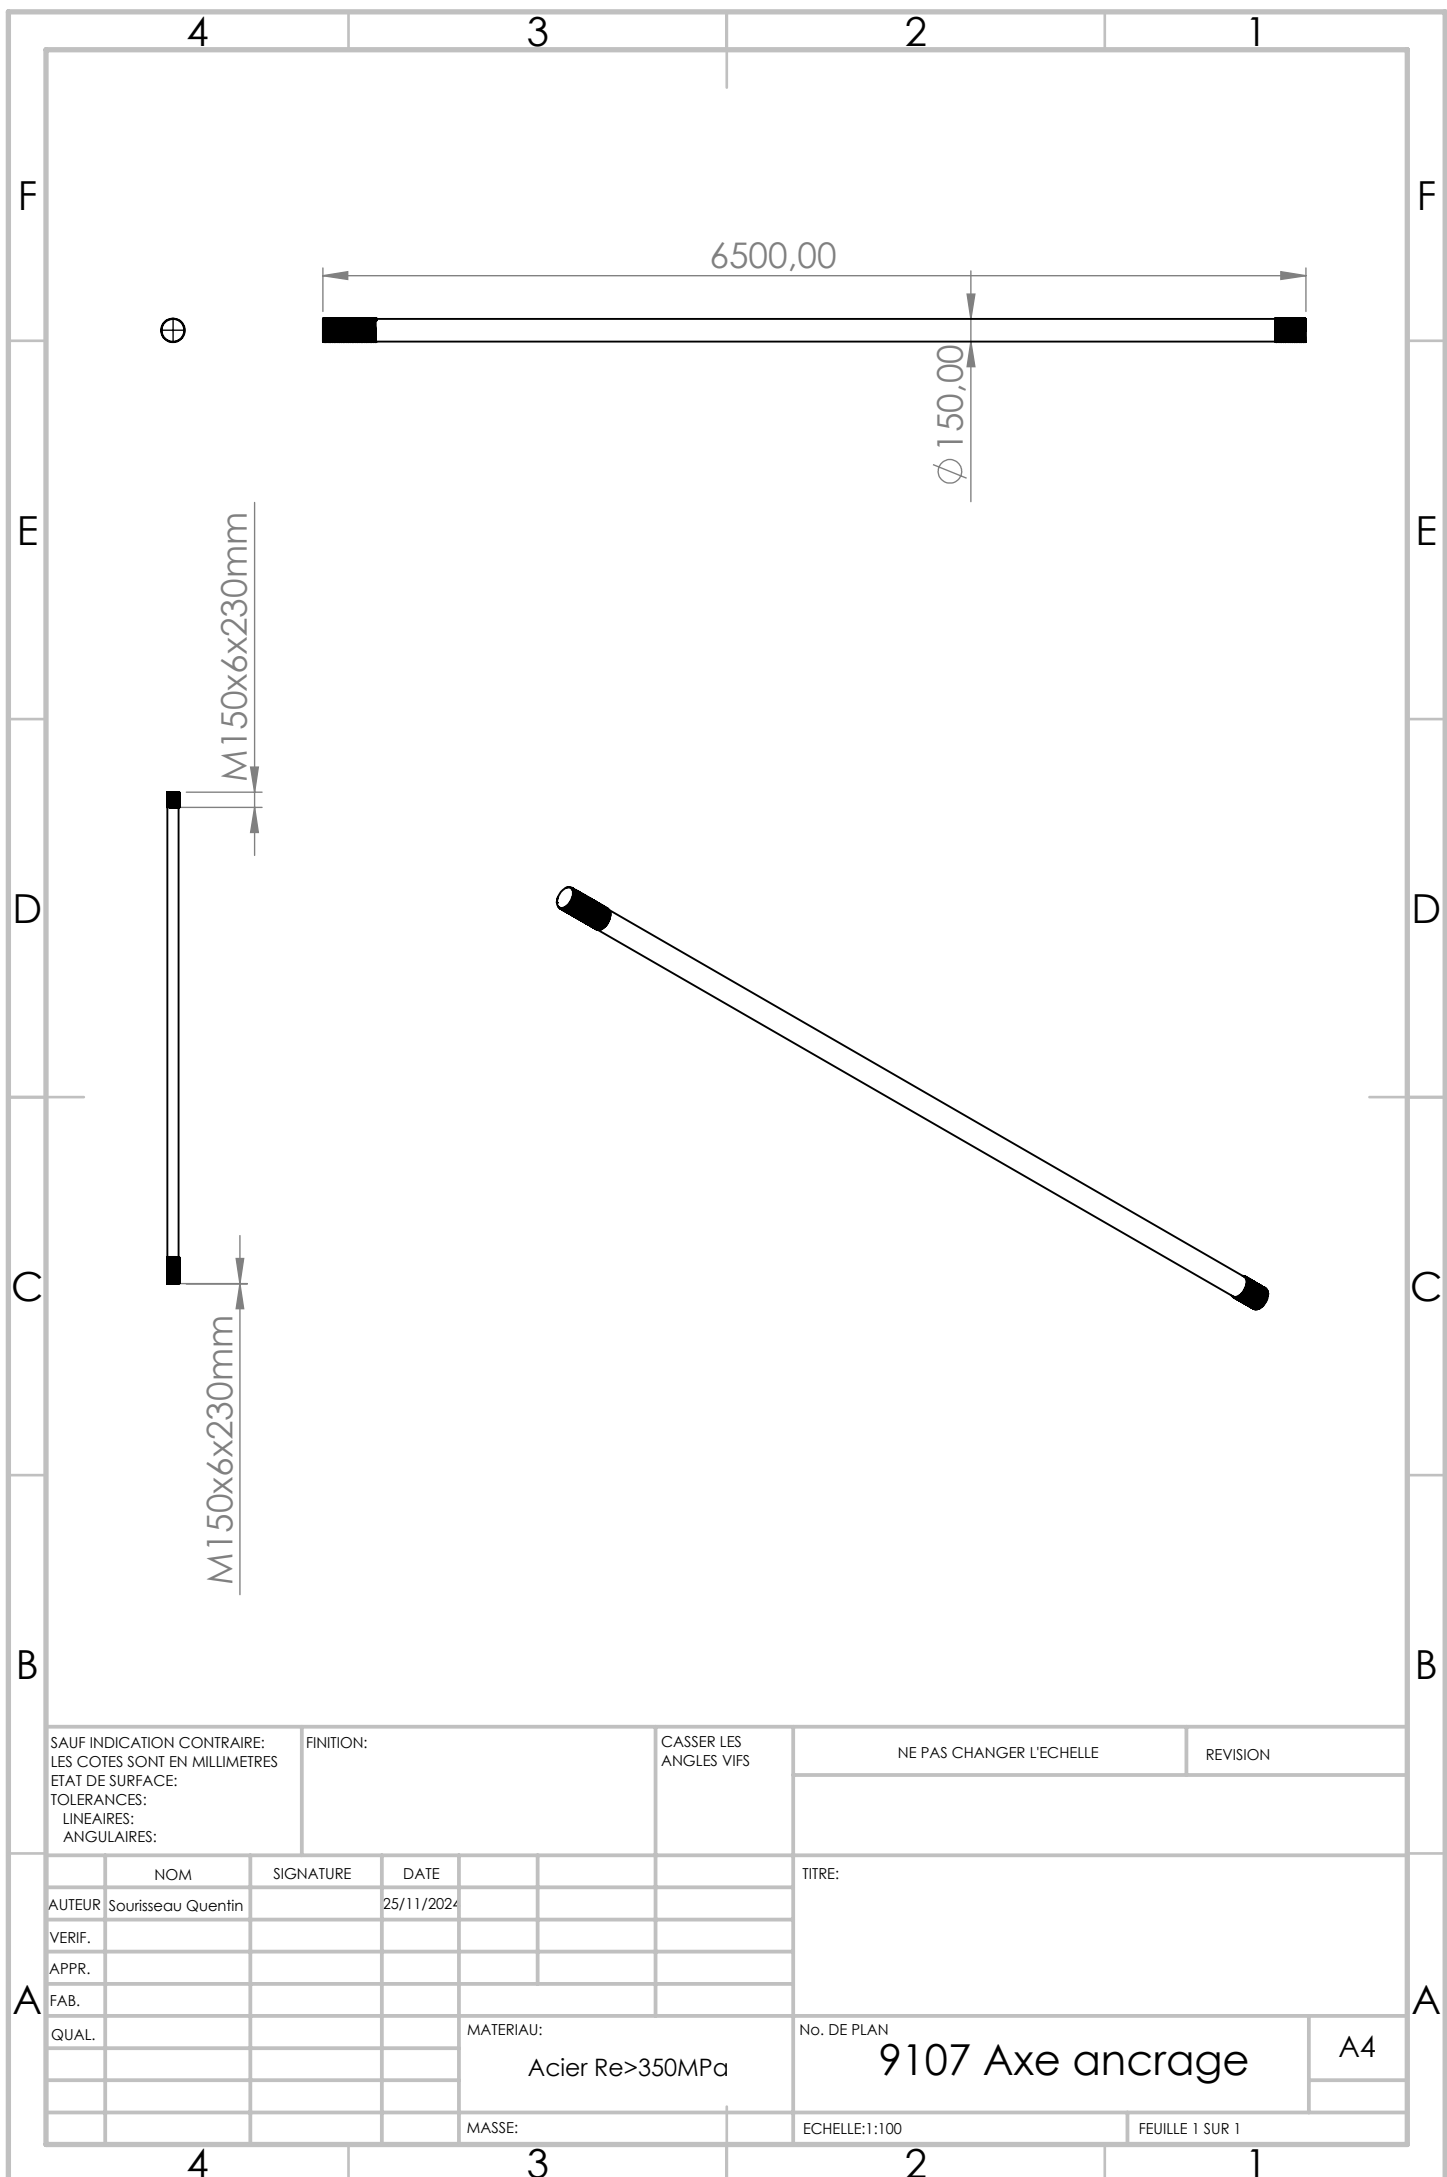 4 3 2 1
F F
6500,00
Ø 150,00
E E
M150x6x230mm
D D
C C
M150x6x230mm
B B
SAUF INDICATION CONTRAIRE:
LES COTES SONT EN MILLIMETRES
ETAT DE SURFACE:
TOLERANCES:
LINEAIRES:
ANGULAIRES:
FINITION:
CASSER LES
ANGLES VIFS
NE PAS CHANGER L'ECHELLE
REVISION
NOM SIGNATURE DATE
TITRE:
AUTEUR Sourisseau Quentin 25/11/2024
VERIF.
APPR.
FAB.
A A
QUAL.
MATERIAU:
Acier Re>350MPa
No. DE PLAN
9107 Axe ancrage
A4
MASSE:
ECHELLE:1:100
FEUILLE 1 SUR 1
4 3 2 1